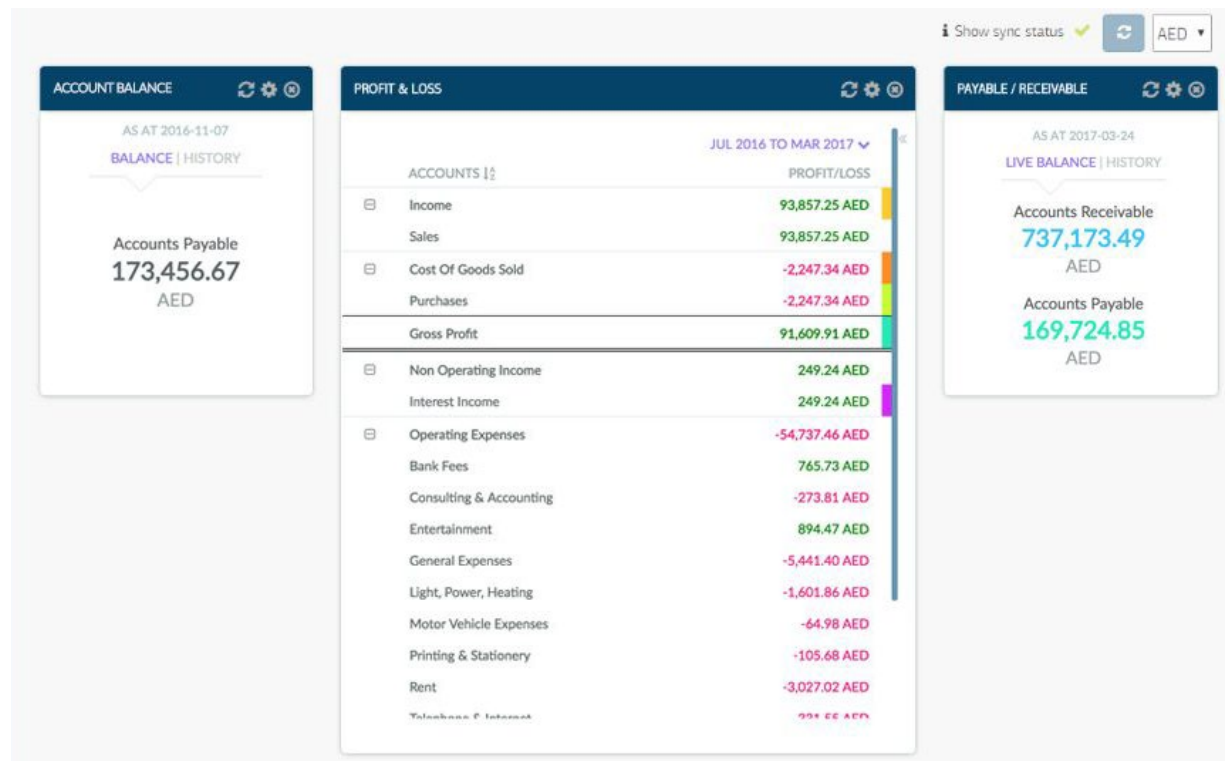 Show sync status
AED
ACCOUNT BALANCE
AS AT 2016-11-07
BALANCE | HISTORY
Accounts Payable
173,456.67
AED
PROFIT & LOSS
JUL 2016 TO MAR 2017
ACCOUNTS PROFIT/LOSS
Income 93,857.25 AED
Sales 93,857.25 AED
Cost Of Goods Sold -2,247.34 AED
Purchases -2,247.34 AED
Gross Profit 91,609.91 AED
Non Operating Income 249.24 AED
Interest Income 249.24 AED
Operating Expenses -54,737.46 AED
Bank Fees 765.73 AED
Consulting & Accounting -273.81 AED
Entertainment 894.47 AED
General Expenses -5,441.40 AED
Light, Power, Heating -1,601.86 AED
Motor Vehicle Expenses -64.98 AED
Printing & Stationery -105.68 AED
Rent -3,027.02 AED
Telephone & Internet
PAYABLE / RECEIVABLE
AS AT 2017-03-24
LIVE BALANCE | HISTORY
Accounts Receivable
737,173.49
AED
Accounts Payable
169,724.85
AED